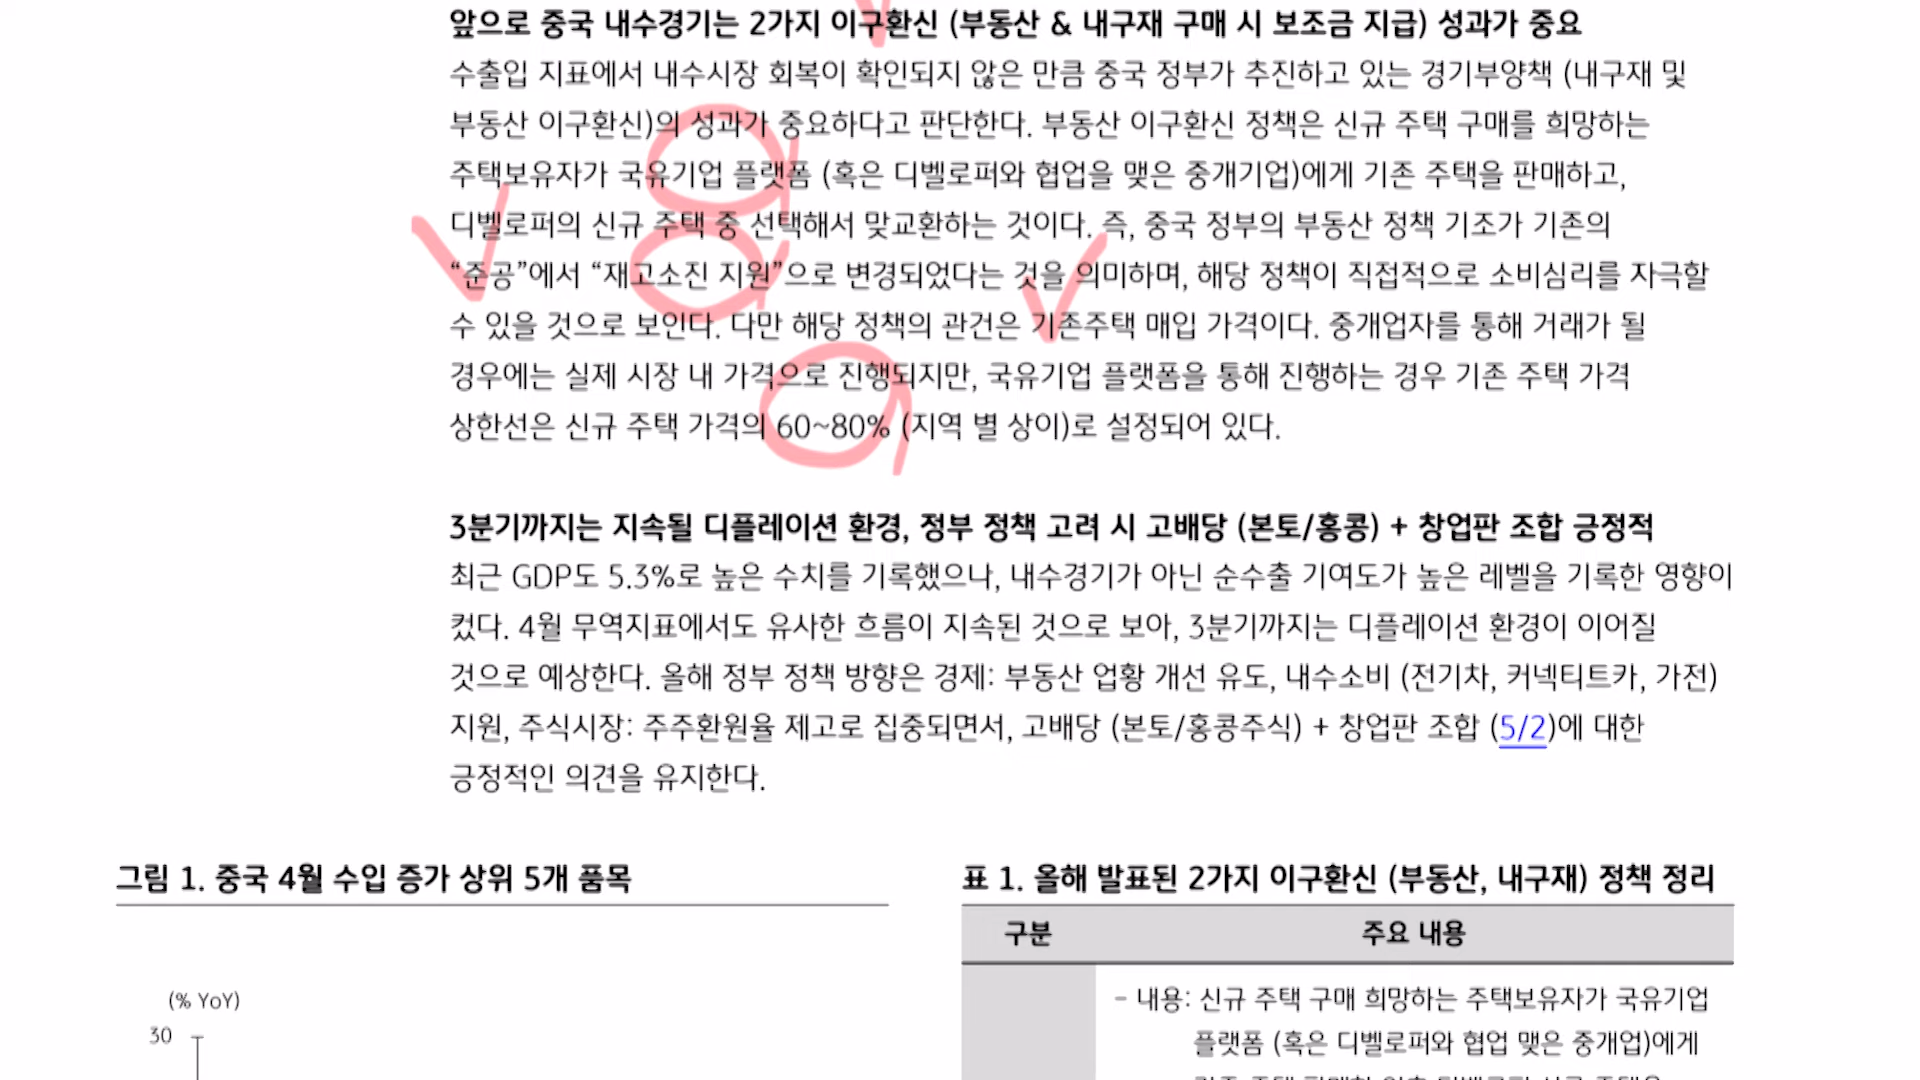 앞으로 중국 내수경기는 2가지 이구환신 (부동산 & 내구재 구매 시 보조금 지급) 성과가 중요
수출입 지표에서 내수시장 회복이 확인되지 않은 만큼 중국 정부가 추진하고 있는 경기부양책 (내구재 및
부동산 이구환신)의 성과가 중요하다고 판단한다. 부동산 이구환신 정책은 신규 주택 구매를 희망하는
주택보유자가 국유기업 플랫폼 (혹은 디벨로퍼와 협업을 맺은 중개기업)에게 기존 주택을 판매하고,
디벨로퍼의 신규 주택 중 선택해서 맞교환하는 것이다. 즉, 중국 정부의 부동산 정책 기조가 기존의
“준공”에서 “재고소진 지원”으로 변경되었다는 것을 의미하며, 해당 정책이 직접적으로 소비심리를 자극할
수 있을 것으로 보인다. 다만 해당 정책의 관건은 기존주택 매입 가격이다. 중개업자를 통해 거래가 될
경우에는 실제 시장 내 가격으로 진행되지만, 국유기업 플랫폼을 통해 진행하는 경우 기존 주택 가격
상한선은 신규 주택 가격의 60~80% (지역 별 상이)로 설정되어 있다.
3분기까지는 지속될 디플레이션 환경, 정부 정책 고려 시 고배당 (본토/홍콩) + 창업판 조합 긍정적
최근 GDP도 5.3%로 높은 수치를 기록했으나, 내수경기가 아닌 순수출 기여도가 높은 레벨을 기록한 영향이
컸다. 4월 무역지표에서도 유사한 흐름이 지속된 것으로 보아, 3분기까지는 디플레이션 환경이 이어질
것으로 예상한다. 올해 정부 정책 방향은 경제: 부동산 업황 개선 유도, 내수소비 (전기차, 커넥티트카, 가전)
지원, 주식시장: 주주환원율 제고로 집중되면서, 고배당 (본토/홍콩주식) + 창업판 조합 (5/2)에 대한
긍정적인 의견을 유지한다.
그림 1. 중국 4월 수입 증가 상위 5개 품목
(% YoY)
30
표 1. 올해 발표된 2가지 이구환신 (부동산, 내구재) 정책 정리
구분 주요 내용
- 내용: 신규 주택 구매 희망하는 주택보유자가 국유기업
플랫폼 (혹은 디벨로퍼와 협업 맺은 중개업)에게